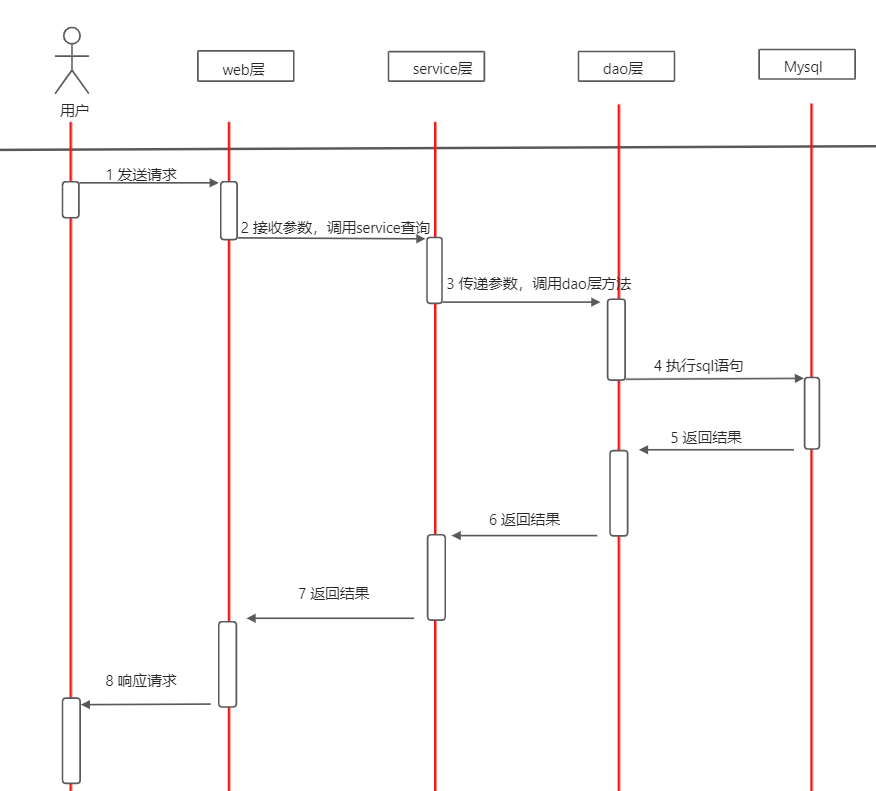 web层
service层
dao层
Mysql
用户
1 发送请求
2 接收参数，调用service查询
3 传递参数，调用dao层方法
4 执行sql语句
5 返回结果
6 返回结果
7 返回结果
8 响应请求